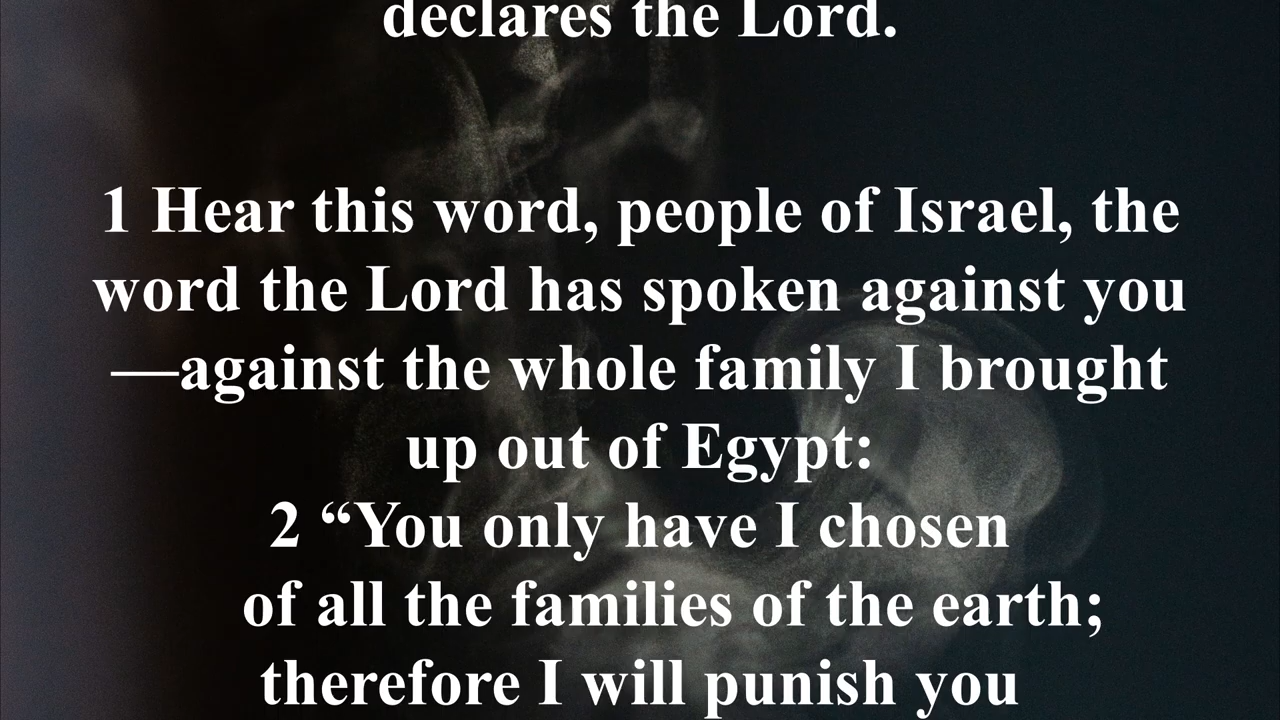 declares the Lord.
1 Hear this word, people of Israel, the
word the Lord has spoken against you
—against the whole family I brought
up out of Egypt:
2 “You only have I chosen
of all the families of the earth;
therefore I will punish you